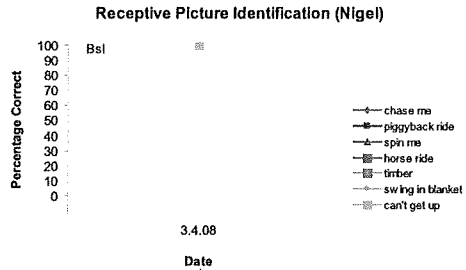 Receptive Picture Identification (Nigel)
Percentage Correct
100
90
80
70
60
50
40
30
20
10
0
Bsl
chase me
piggyback ride
spin me
horse ride
timber
swing in blanket
can't get up
3.4.08
Date